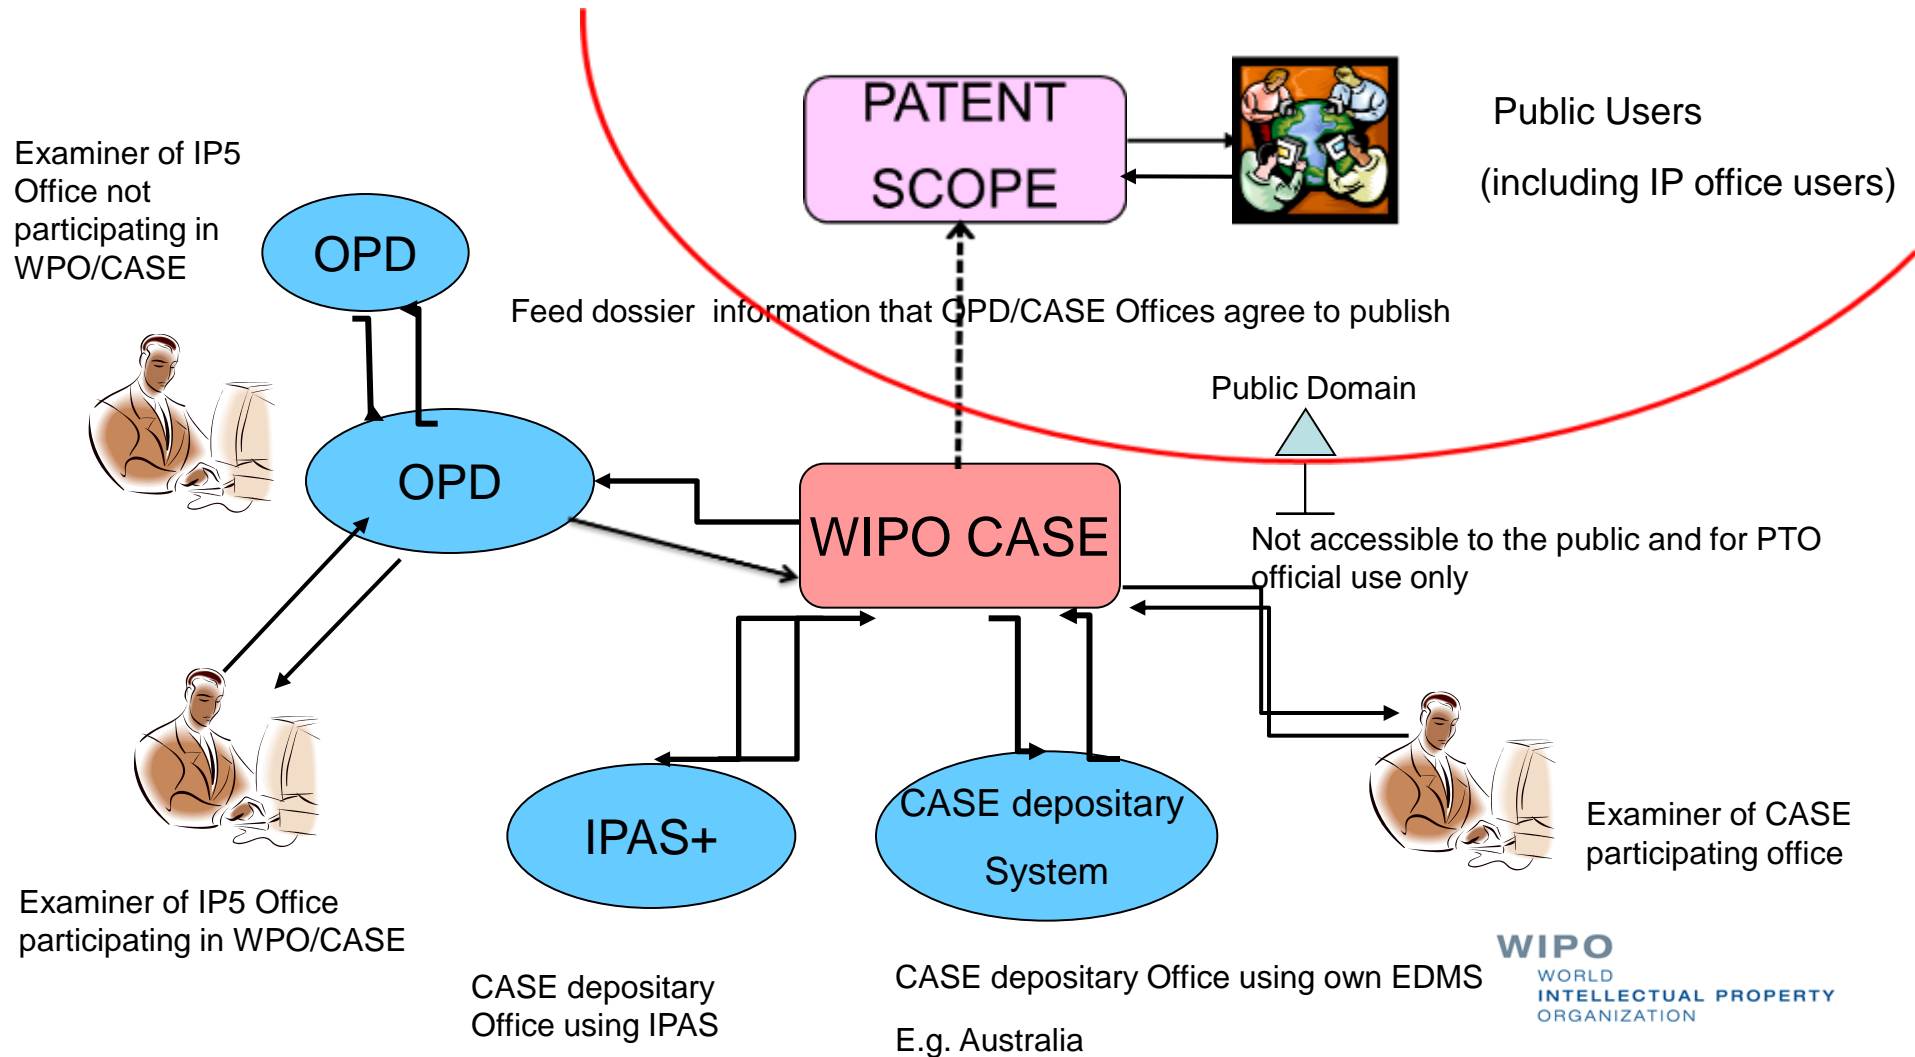 PATENT
SCOPE
Public Users
(including IP office users)
Examiner of IP5
Office not
participating in
WPO/CASE
OPD
Feed dossier  information that OPD/CASE Offices agree to publish
Public Domain
OPD
WIPO CASE
Not accessible to the public and for PTO
official use only
IPAS+
CASE depositary
System
Examiner of CASE
participating office
Examiner of IP5 Office
participating in WPO/CASE
CASE depositary
Office using IPAS
CASE depositary Office using own EDMS
E.g. Australia
WIPO
WORLD
INTELLECTUAL PROPERTY
ORGANIZATION